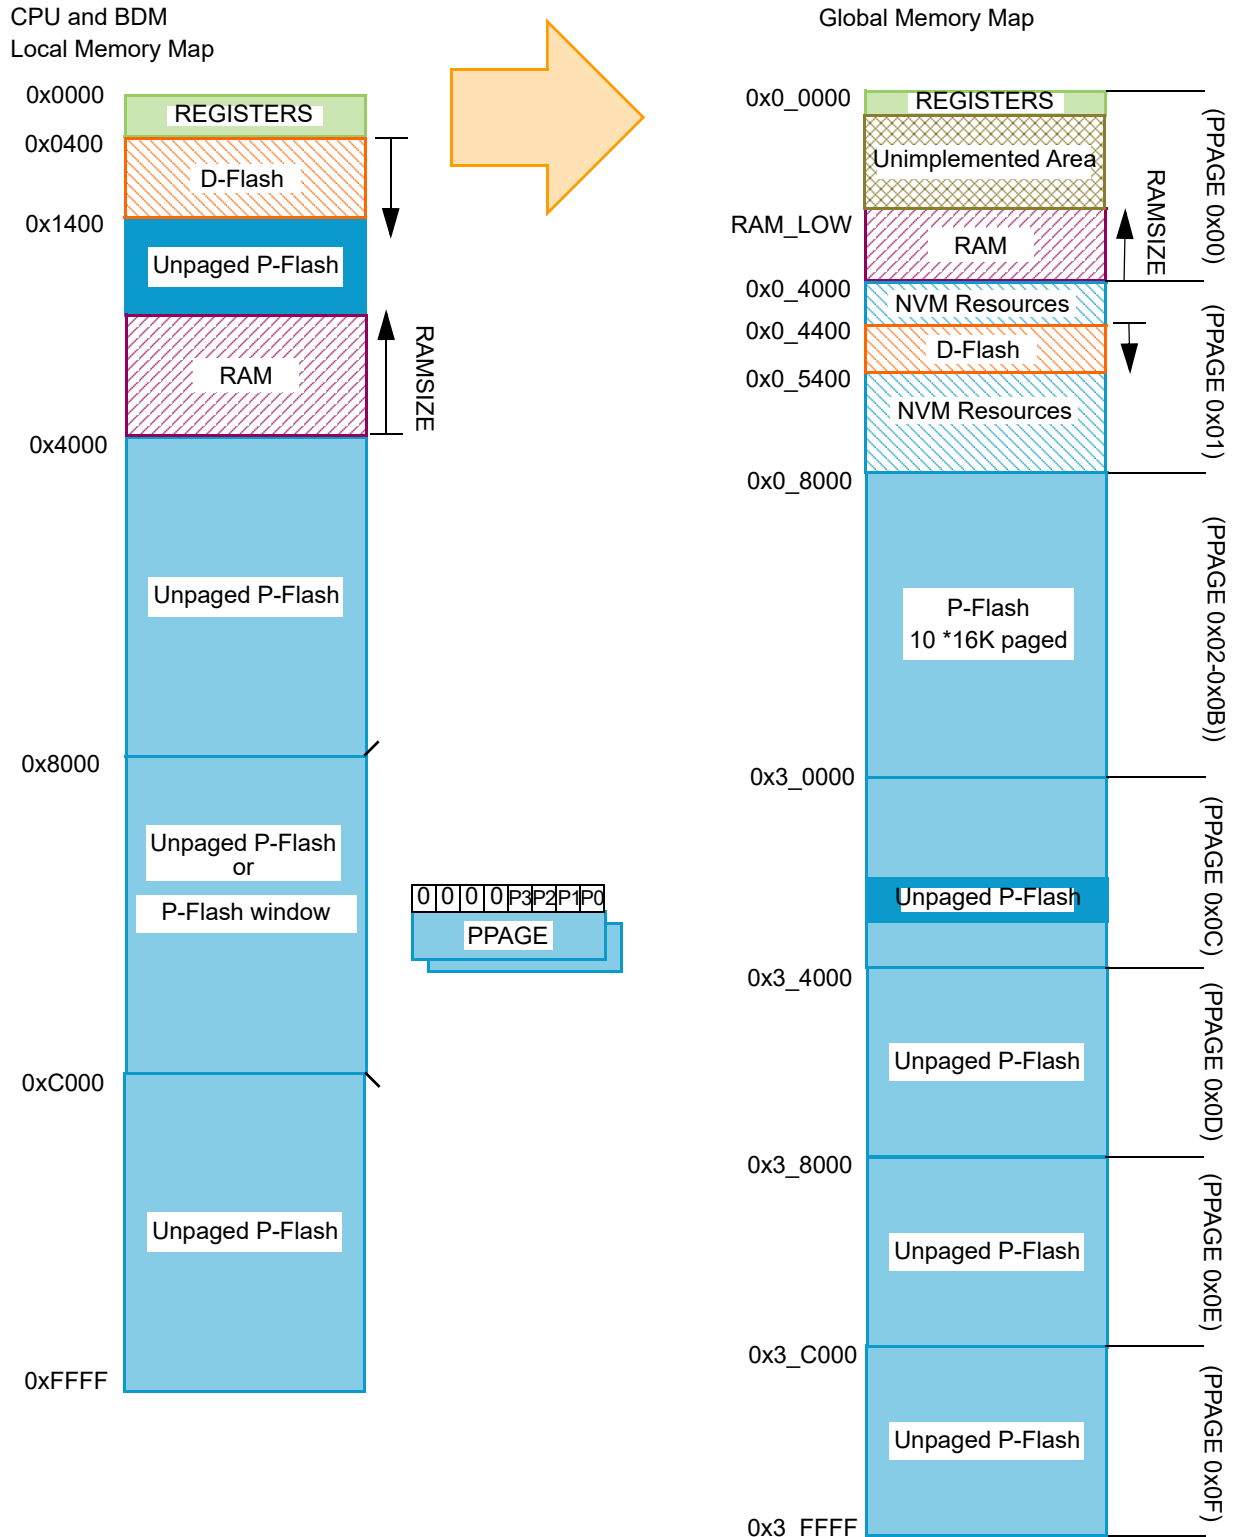 CPU and BDM
Local Memory Map
0x0000
REGISTERS
0x0400
D-Flash
0x1400
Unpaged P-Flash
RAM
RAMSIZE
0x4000
Unpaged P-Flash
0x8000
Unpaged P-Flash
or
P-Flash window
0xC000
Unpaged P-Flash
0xFFFF
0 0 0 0 P3 P2 P1 P0
PPAGE
Global Memory Map
0x0_0000
REGISTERS
Unimplemented Area
(PPAGE 0x00)
RAM_LOW
RAM
RAMSIZE
0x0_4000
NVM Resources
0x0_4400
D-Flash
0x0_5400
NVM Resources
(PPAGE 0x01)
0x0_8000
P-Flash
10 *16K paged
(PPAGE 0x02-0x0B))
0x3_0000
Unpaged P-Flash
(PPAGE 0x0C)
0x3_4000
Unpaged P-Flash
(PPAGE 0x0D)
0x3_8000
Unpaged P-Flash
(PPAGE 0x0E)
0x3_C000
Unpaged P-Flash
(PPAGE 0x0F)
0x3_FFFF